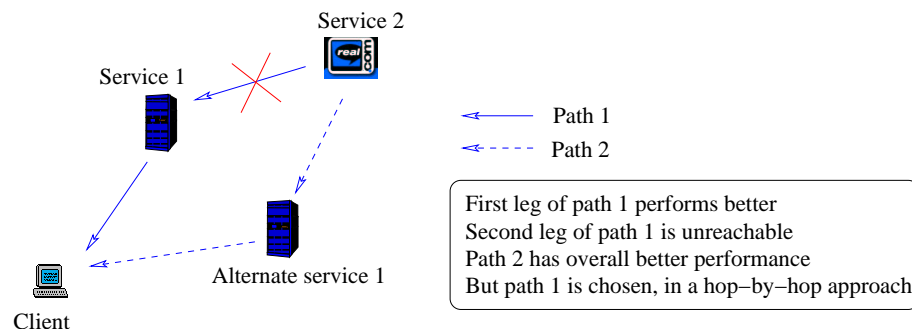 Service 2
real
.com
Service 1
Path 1
Path 2
First leg of path 1 performs better
Second leg of path 1 is unreachable
Path 2 has overall better performance
But path 1 is chosen, in a hop−by−hop approach
Alternate service 1
Client